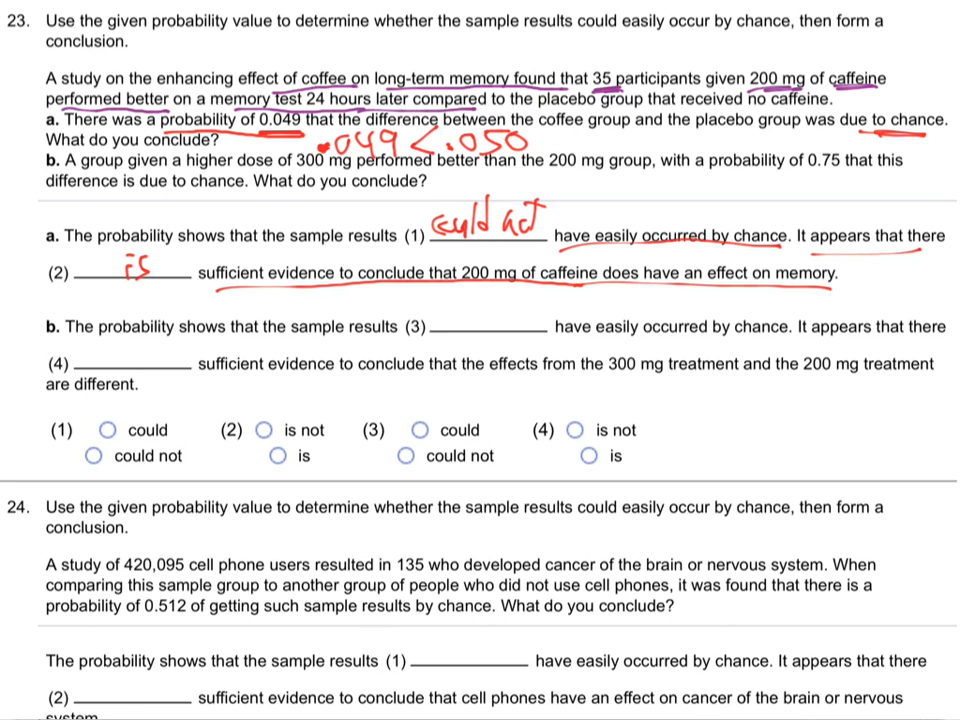 23. Use the given probability value to determine whether the sample results could easily occur by chance, then form a
conclusion.
A study on the enhancing effect of coffee on long-term memory found that 35 participants given 200 mg of caffeine
performed better on a memory test 24 hours later compared to the placebo group that received no caffeine.
a. There was a probability of 0.049 that the difference between the coffee group and the placebo group was due to chance.
What do you conclude? .049 < .050
b. A group given a higher dose of 300 mg performed better than the 200 mg group, with a probability of 0.75 that this
difference is due to chance. What do you conclude?
a. The probability shows that the sample results (1) could not have easily occurred by chance. It appears that there
(2) is sufficient evidence to conclude that 200 mg of caffeine does have an effect on memory.
b. The probability shows that the sample results (3) have easily occurred by chance. It appears that there
(4) sufficient evidence to conclude that the effects from the 300 mg treatment and the 200 mg treatment
are different.
(1) could (2) is not (3) could (4) is not
could not is could not is
24. Use the given probability value to determine whether the sample results could easily occur by chance, then form a
conclusion.
A study of 420,095 cell phone users resulted in 135 who developed cancer of the brain or nervous system. When
comparing this sample group to another group of people who did not use cell phones, it was found that there is a
probability of 0.512 of getting such sample results by chance. What do you conclude?
The probability shows that the sample results (1) have easily occurred by chance. It appears that there
(2) sufficient evidence to conclude that cell phones have an effect on cancer of the brain or nervous
system